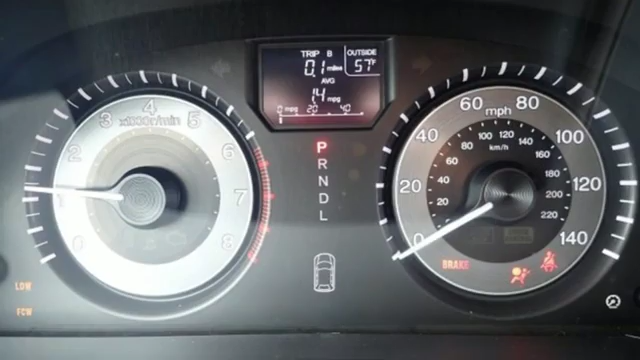 TRIP B
0.1 miles
OUTSIDE
57°F
AVG
1.4 mpg
0 mpg 20 40
x1000r/min
0 1 2 3 4 5 6 7 8
P
R
N
D
L
mph
0 20 40 60 80 100 120 140
km/h
20 40 60 80 100 120 140 160 180 200 220
BRAKE
LOW
FCW